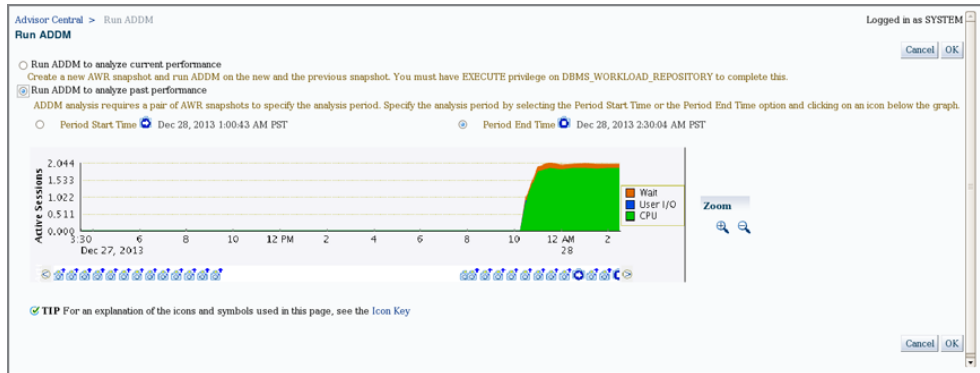 Advisor Central > Run ADDM
Logged in as SYSTEM
Run ADDM
Cancel OK
Run ADDM to analyze current performance
Create a new AWR snapshot and run ADDM on the new and the previous snapshot. You must have EXECUTE privilege on DBMS_WORKLOAD_REPOSITORY to complete this.
Run ADDM to analyze past performance
ADDM analysis requires a pair of AWR snapshots to specify the analysis period. Specify the analysis period by selecting the Period Start Time or the Period End Time option and clicking on an icon below the graph.
Period Start Time Dec 28, 2013 1:00:43 AM PST
Period End Time Dec 28, 2013 2:30:04 AM PST
Active Sessions
2.044
1.533
1.022
0.511
0.000
3:30 6 8 10 12 PM 2 4 6 8 10 12 AM 2
Dec 27, 2013 28
Wait
User I/O
CPU
Zoom
TIP For an explanation of the icons and symbols used in this page, see the Icon Key
Cancel OK